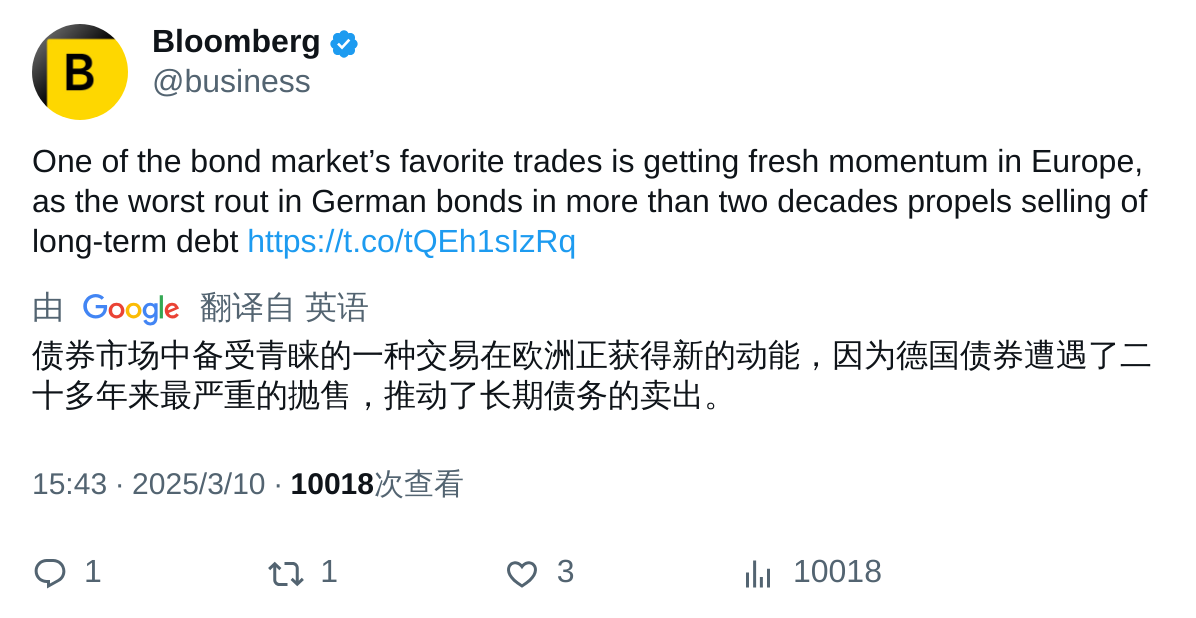 B
Bloomberg
@business
One of the bond market’s favorite trades is getting fresh momentum in Europe,
as the worst rout in German bonds in more than two decades propels selling of
long-term debt https://t.co/tQEh1sIzRq
由 Google 翻译自 英语
债券市场中备受青睐的一种交易在欧洲正获得新的动能，因为德国债券遭遇了二
十多年来最严重的抛售，推动了长期债务的卖出。
15:43 · 2025/3/10 · 10018次查看
1 1 3 10018